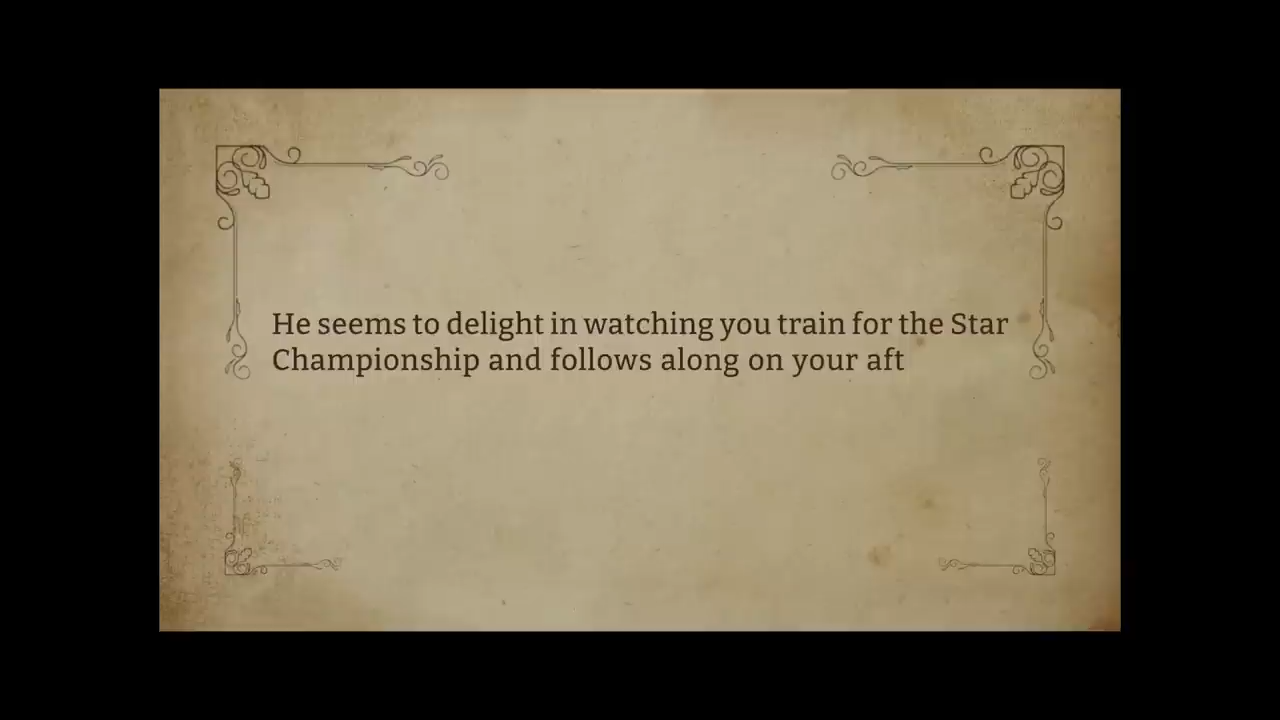 He seems to delight in watching you train for the Star
Championship and follows along on your aft